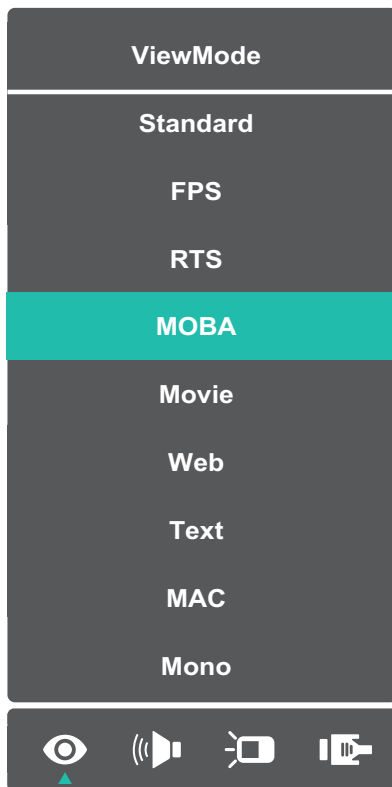 ViewMode
Standard
FPS
RTS
MOBA
Movie
Web
Text
MAC
Mono